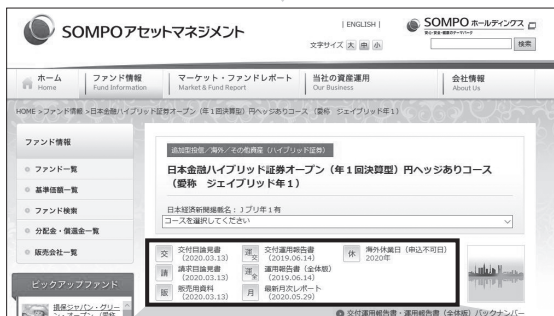 SOMPOアセットマネジメント
| ENGLISH |
SOMPO ホールディングス
文字サイズ 大 中 小
検索
ホーム
Home
ファンド情報
Fund Information
マーケット・ファンドレポート
Market & Fund Report
当社の資産運用
Our Business
会社情報
About Us
HOME >ファンド情報 >日本金融ハイブリッド証券オープン（年1回決算型）円ヘッジありコース （愛称 ジェイブリッド年1）
ファンド情報
ファンド一覧
基準価額一覧
ファンド検索
分配金・償還金一覧
販売会社一覧
ピックアップファンド
損保ジャパン・グリーン
追加型投信／海外／その他資産（ハイブリッド証券）
日本金融ハイブリッド証券オープン（年1回決算型）円ヘッジありコース
（愛称 ジェイブリッド年1）
日本経済新聞掲載名：Jブリ年1有
コースを選択してください
交 交付目論見書
(2020.03.13)
運交 交付運用報告書
(2019.06.14)
休 海外休業日（申込不可日）
2020年
請 請求目論見書
(2020.03.13)
運全 運用報告書（全体版）
(2019.06.14)
販 販売用資料
(2020.03.13)
月 最新月次レポート
(2020.05.29)
交付運用報告書・運用報告書（全体版）バックナンバー